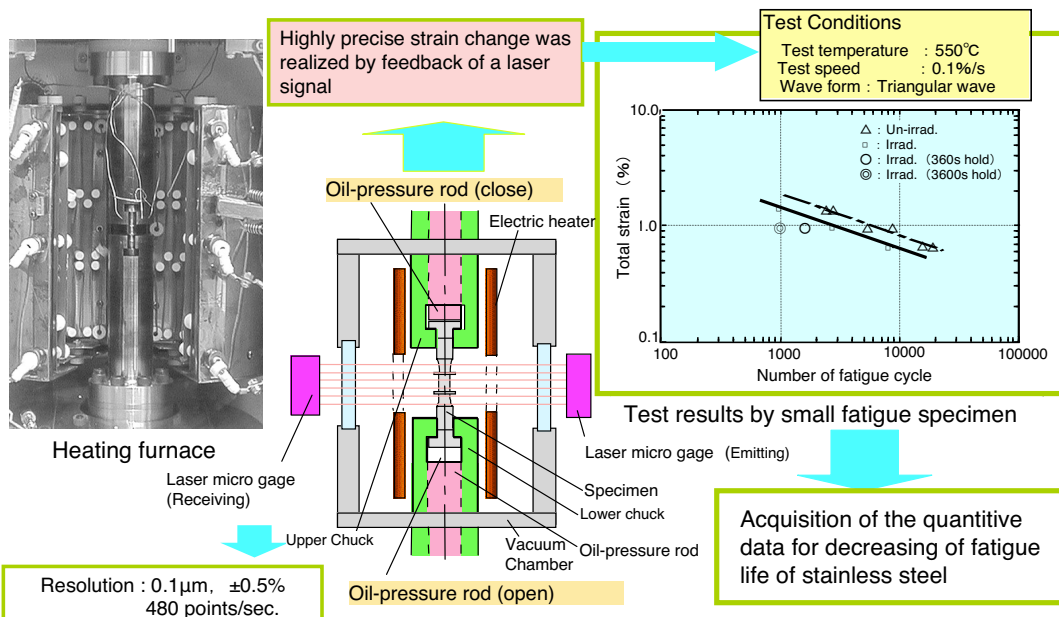 Highly precise strain change was
realized by feedback of a laser
signal
Test Conditions
Test temperature : 550℃
Test speed : 0.1%/s
Wave form : Triangular wave
10.0
1.0
0.1
Total strain (%)
△ : Un-irrad.
□ : Irrad.
○ : Irrad. (360s hold)
◎ : Irrad. (3600s hold)
100
1000
10000
100000
Number of fatigue cycle
Test results by small fatigue specimen
Oil-pressure rod (close)
Electric heater
Heating furnace
Laser micro gage
(Receiving)
Laser micro gage (Emitting)
Specimen
Lower chuck
Upper Chuck
Vacuum
Chamber
Oil-pressure rod
Oil-pressure rod (open)
Resolution : 0.1μm, ±0.5%
480 points/sec.
Acquisition of the quantitive
data for decreasing of fatigue
life of stainless steel